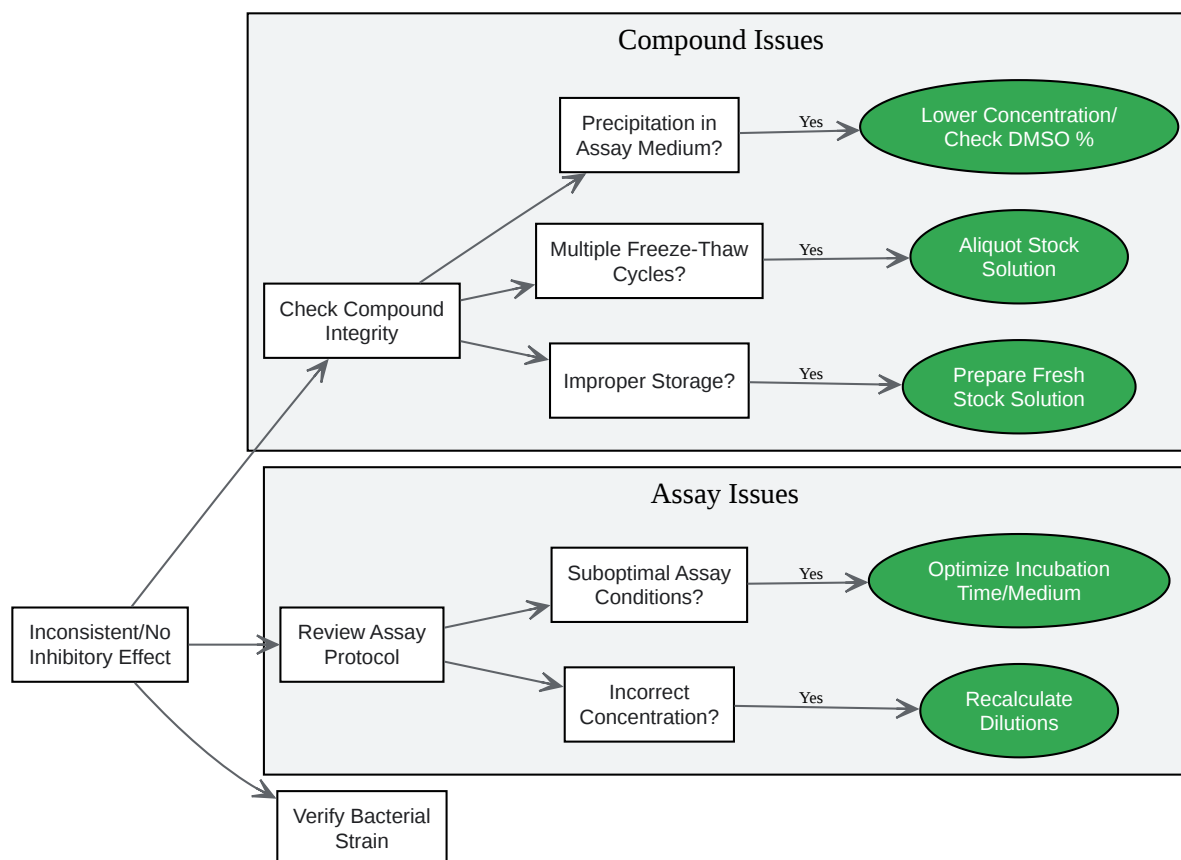 Compound Issues
Precipitation in
Assay Medium?
Yes
Lower Concentration/
Check DMSO %
Multiple Freeze-Thaw
Cycles?
Yes
Aliquot Stock
Solution
Check Compound
Integrity
Improper Storage?
Yes
Prepare Fresh
Stock Solution
Assay Issues
Suboptimal Assay
Conditions?
Yes
Optimize Incubation
Time/Medium
Inconsistent/No
Inhibitory Effect
Review Assay
Protocol
Incorrect
Concentration?
Yes
Recalculate
Dilutions
Verify Bacterial
Strain